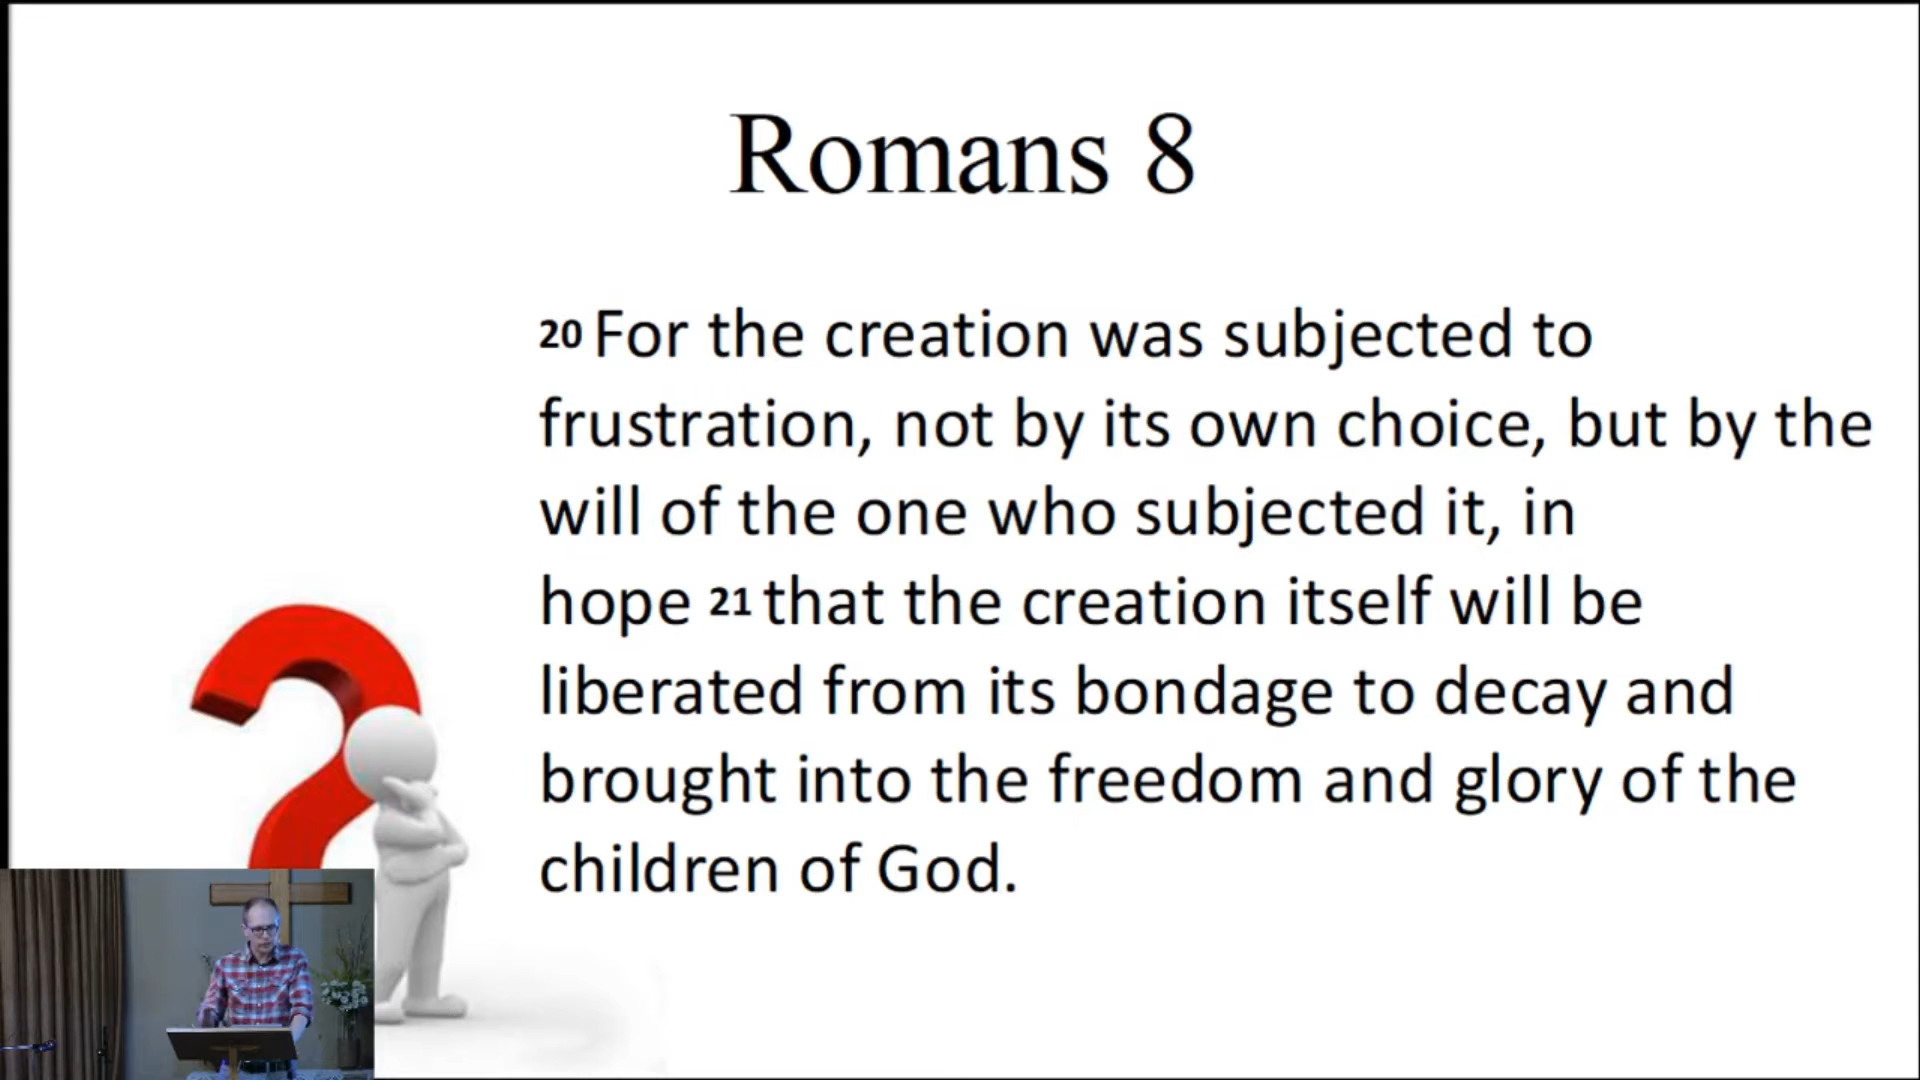 Romans 8
20 For the creation was subjected to
frustration, not by its own choice, but by the
will of the one who subjected it, in
hope 21 that the creation itself will be
liberated from its bondage to decay and
brought into the freedom and glory of the
children of God.